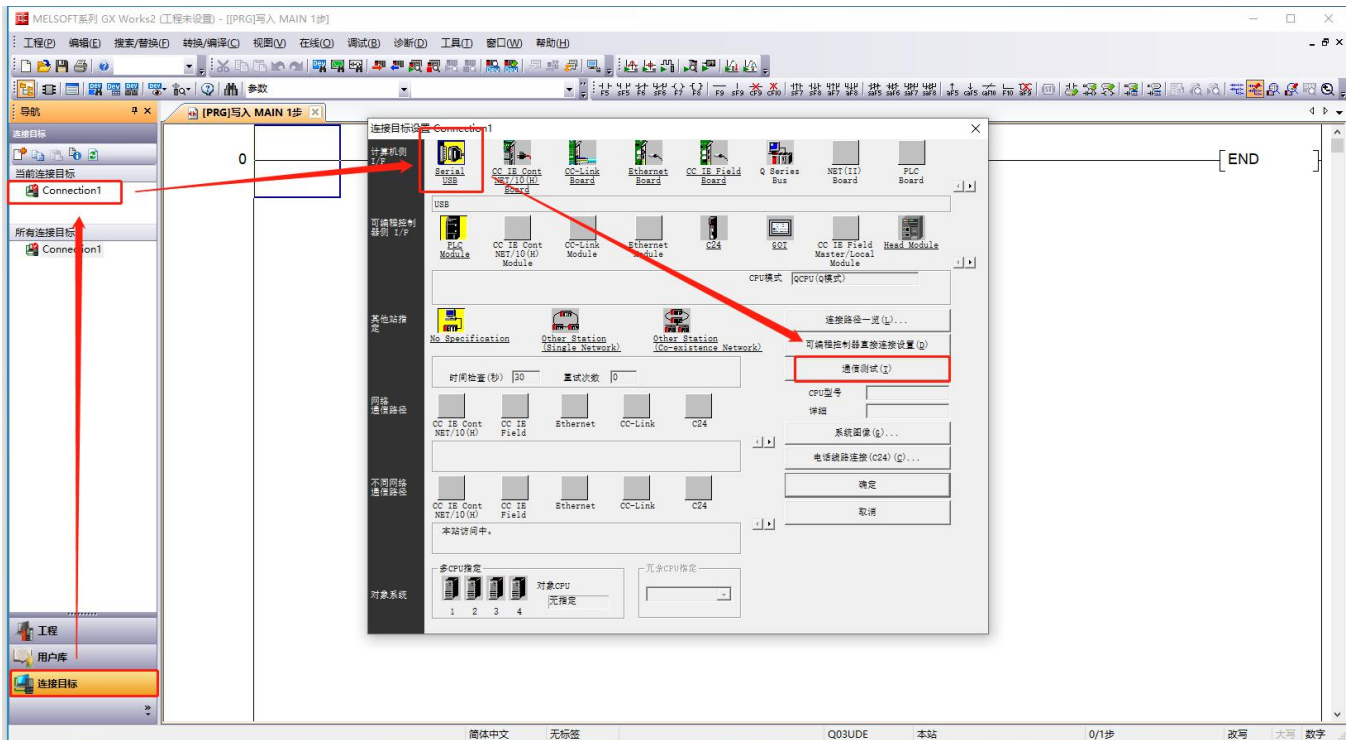 MELSOFT系列 GX Works2 (工程未设置) - [[PRG]写入 MAIN 1步]
工程(P) 编辑(E) 搜索/替换(F) 转换/编译(C) 视图(V) 在线(O) 调试(B) 诊断(D) 工具(T) 窗口(W) 帮助(H)
参数
导航
[PRG]写入 MAIN 1步
连接目标
当前连接目标
Connection1
所有连接目标
Connection1
0
END
连接目标设置 Connection1
计算机侧 I/F
Serial USB
CC IE Cont NET/10(H) Board
CC-Link Board
Ethernet Board
CC IE Field Board
Q Series Bus
NET(II) Board
PLC Board
USB
可编程控制器侧 I/F
PLC Module
CC IE Cont NET/10(H) Module
CC-Link Module
Ethernet Module
C24
GOT
CC IE Field Master/Local Module
Head Module
CPU模式 QCPU(Q模式)
其他站指定
No Specification
Other Station (Single Network)
Other Station (Co-existence Network)
连接路径一览(L)...
可编程控制器直接连接设置(D)
通信测试(T)
时间检查(秒) 30 重试次数 0
CPU型号
详细
网络通信路径
CC IE Cont NET/10(H)
CC IE Field
Ethernet
CC-Link
C24
系统图像(G)...
电话线路连接(C24)(C)...
不同网络通信路径
CC IE Cont NET/10(H)
CC IE Field
Ethernet
CC-Link
C24
确定
取消
本站访问中。
对象系统
多CPU指定
1 2 3 4
对象CPU
无指定
冗余CPU指定
工程
用户库
连接目标
简体中文 无标签 Q03UDE 本站 0/1步 改写 大写 数字